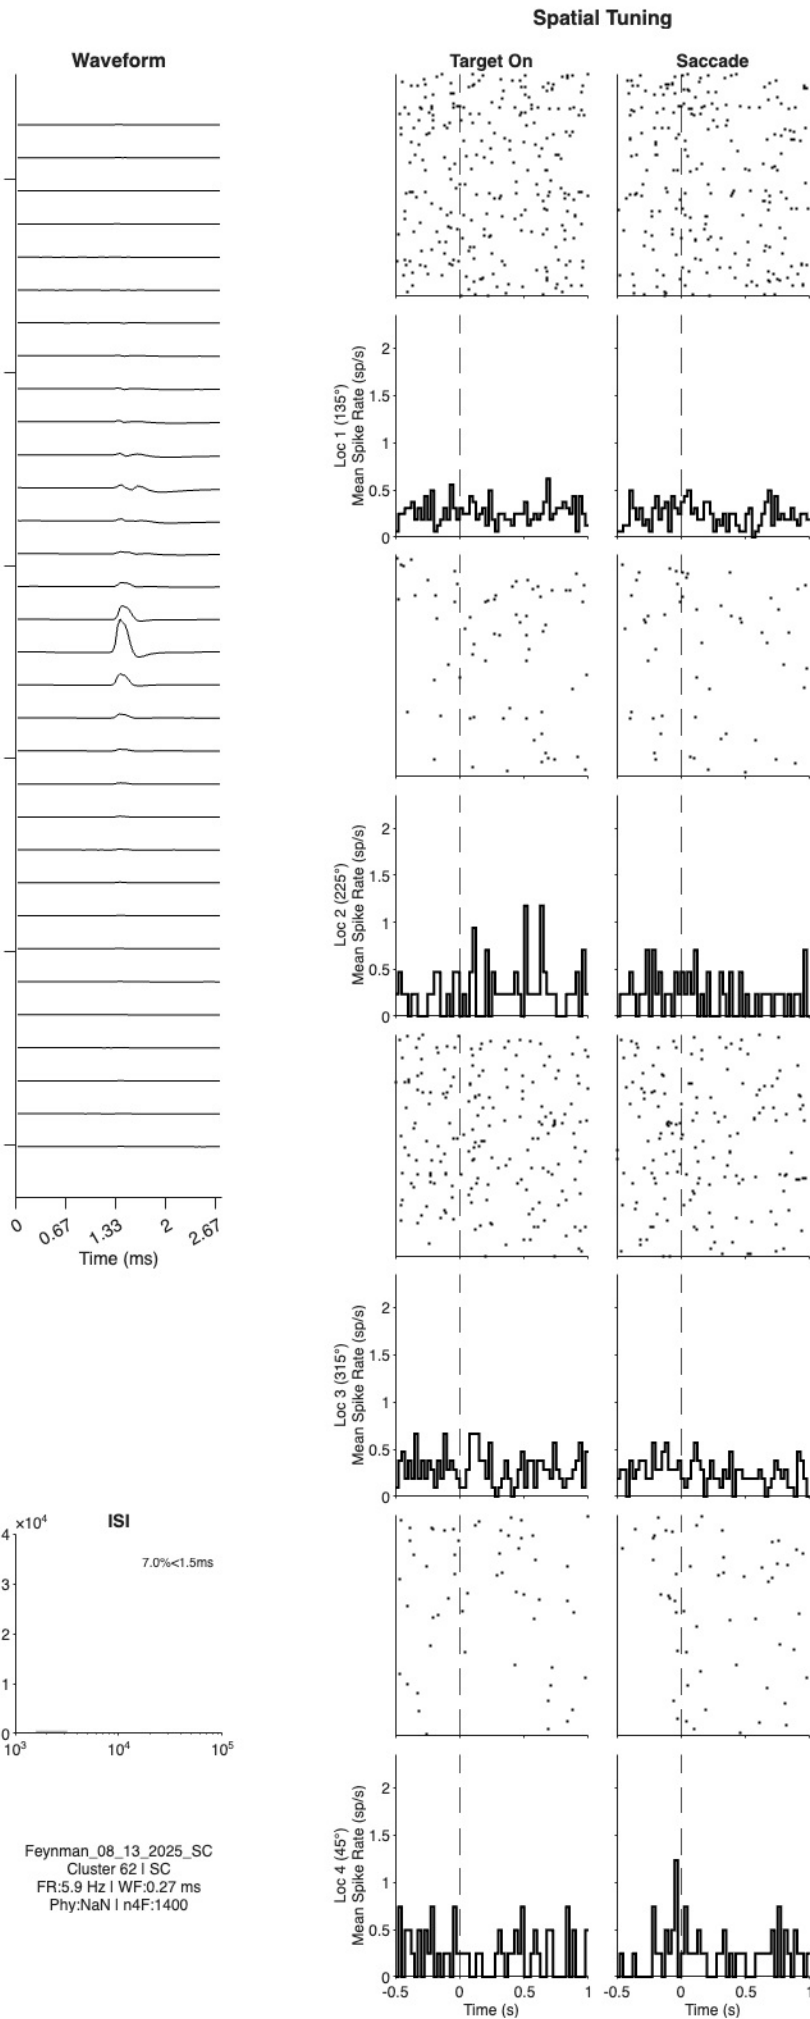 Spatial Tuning
Waveform
Target On
Saccade
0
0.67
1.33
2
2.67
Time (ms)
Loc 1 (135°)
Mean Spike Rate (sp/s)
2
1.5
1
0.5
0
Loc 2 (225°)
Mean Spike Rate (sp/s)
2
1.5
1
0.5
0
Loc 3 (315°)
Mean Spike Rate (sp/s)
2
1.5
1
0.5
0
Loc 4 (45°)
Mean Spike Rate (sp/s)
2
1.5
1
0.5
0
-0.5 0 0.5 1
Time (s)
-0.5 0 0.5 1
Time (s)
ISI
×10⁴
7.0%<1.5ms
4
3
2
1
0
10³ 10⁴ 10⁵
Feynman_08_13_2025_SC
Cluster 62 | SC
FR:5.9 Hz | WF:0.27 ms
Phy:NaN | n4F:1400